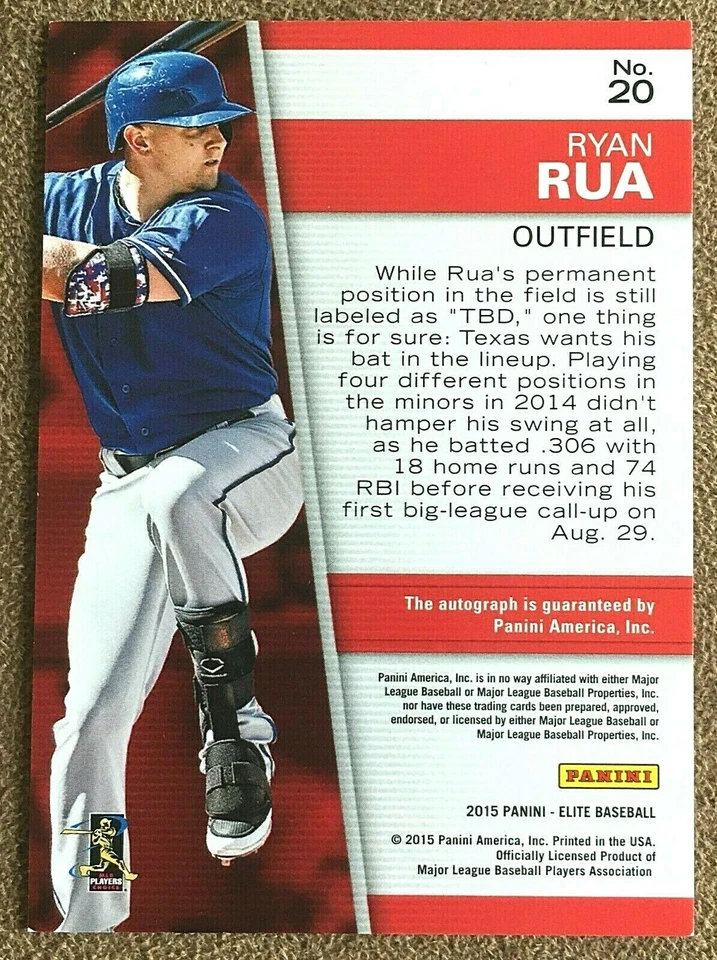 No.
20
RYAN
RUA
OUTFIELD
While Rua's permanent
position in the field is still
labeled as "TBD," one thing
is for sure: Texas wants his
bat in the lineup. Playing
four different positions in
the minors in 2014 didn't
hamper his swing at all,
as he batted .306 with
18 home runs and 74
RBI before receiving his
first big-league call-up on
Aug. 29.
The autograph is guaranteed by
Panini America, Inc.
Panini America, Inc. is in no way affiliated with either Major
League Baseball or Major League Baseball Properties, Inc.
nor have these trading cards been prepared, approved,
endorsed, or licensed by either Major League Baseball or
Major League Baseball Properties, Inc.
PANINI
2015 PANINI - ELITE BASEBALL
© 2015 Panini America, Inc. Printed in the USA.
Officially Licensed Product of
Major League Baseball Players Association
MLB
PLAYERS
CHOICE